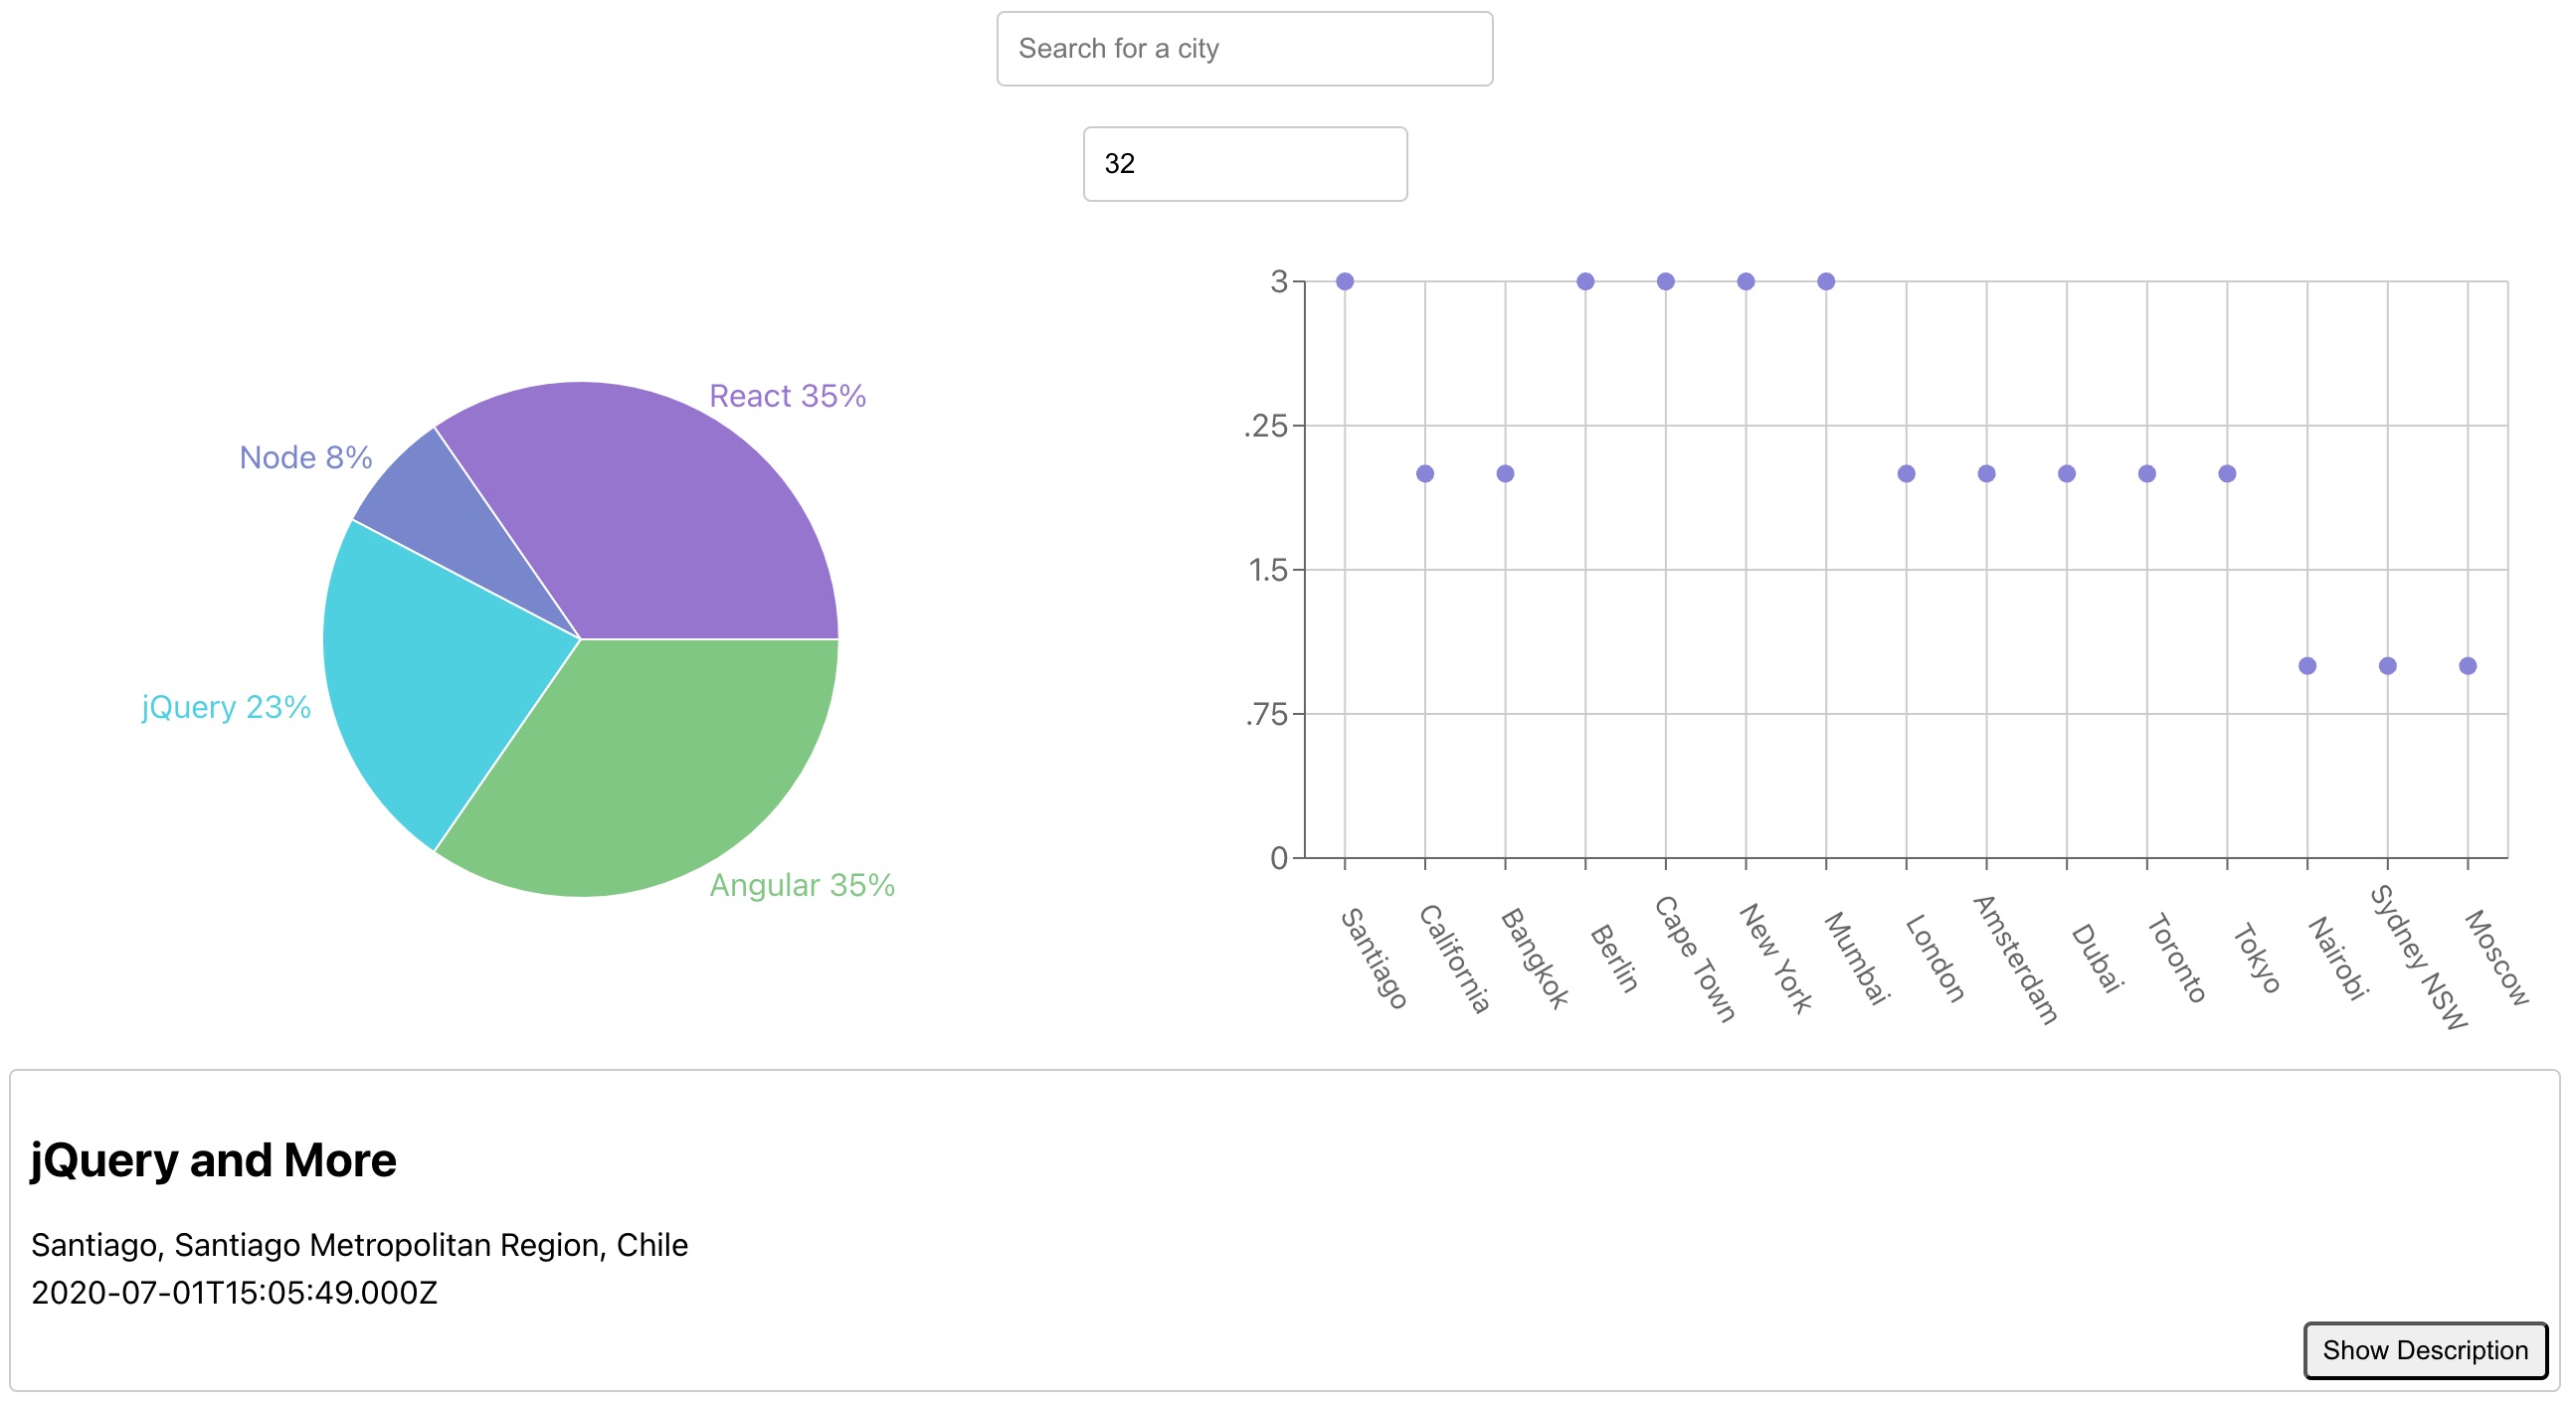 Search for a city
32
React 35%
Node 8%
jQuery 23%
Angular 35%
3
.25
1.5
.75
0
Santiago
California
Bangkok
Berlin
Cape Town
New York
Mumbai
London
Amsterdam
Dubai
Toronto
Tokyo
Nairobi
Sydney NSW
Moscow
jQuery and More
Santiago, Santiago Metropolitan Region, Chile
2020-07-01T15:05:49.000Z
Show Description